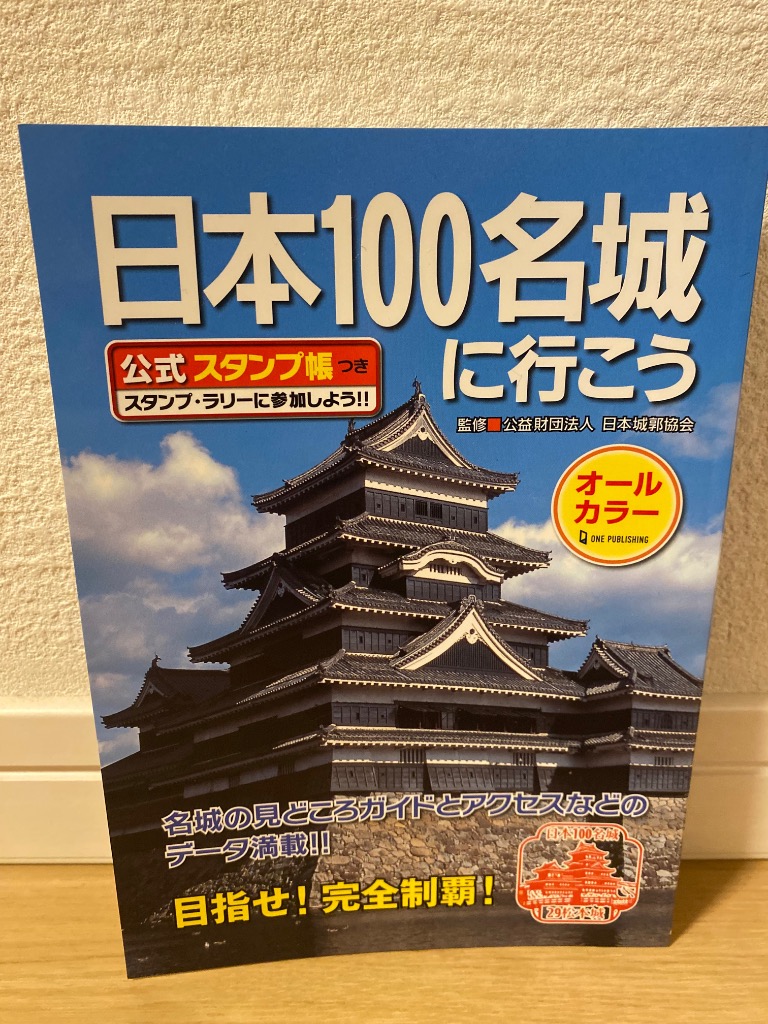 日本100名城
に行こう
公式 スタンプ帳つき
スタンプ・ラリーに参加しよう!!
監修■公益財団法人 日本城郭協会
オール
カラー
ONE PUBLISHING
名城の見どころガイドとアクセスなどの
データ満載!!
目指せ!完全制覇!
日本100名城
29松本城